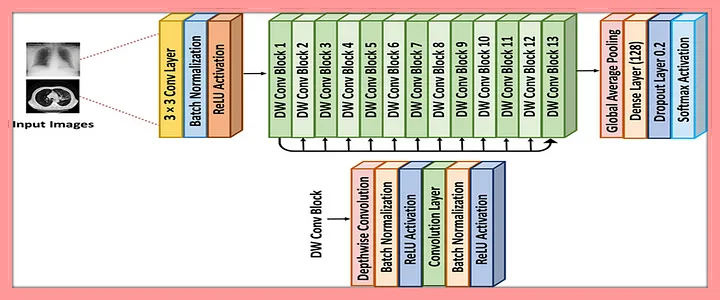 Input Images
3 × 3 Conv Layer
Batch Normalization
ReLU Activation
DW Conv Block 1
DW Conv Block 2
DW Conv Block 3
DW Conv Block 4
DW Conv Block 5
DW Conv Block 6
DW Conv Block 7
DW Conv Block 8
DW Conv Block 9
DW Conv Block 10
DW Conv Block 11
DW Conv Block 12
DW Conv Block 13
Global Average Pooling
Dense Layer (128)
Dropout Layer 0.2
Softmax Activation
DW Conv Block
Depthwise Convolution
Batch Normalization
ReLU Activation
Convolution Layer
Batch Normalization
ReLU Activation